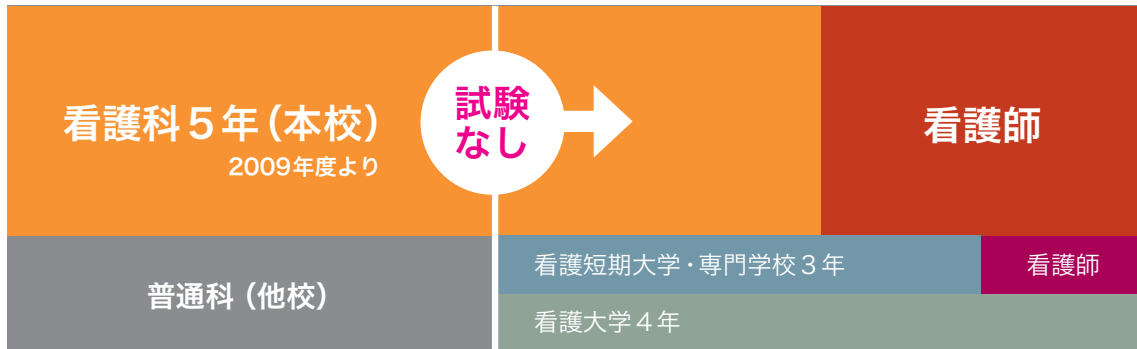 看護科５年（本校）
2009年度より
試験
なし
看護師
普通科（他校）
看護短期大学・専門学校３年
看護師
看護大学４年